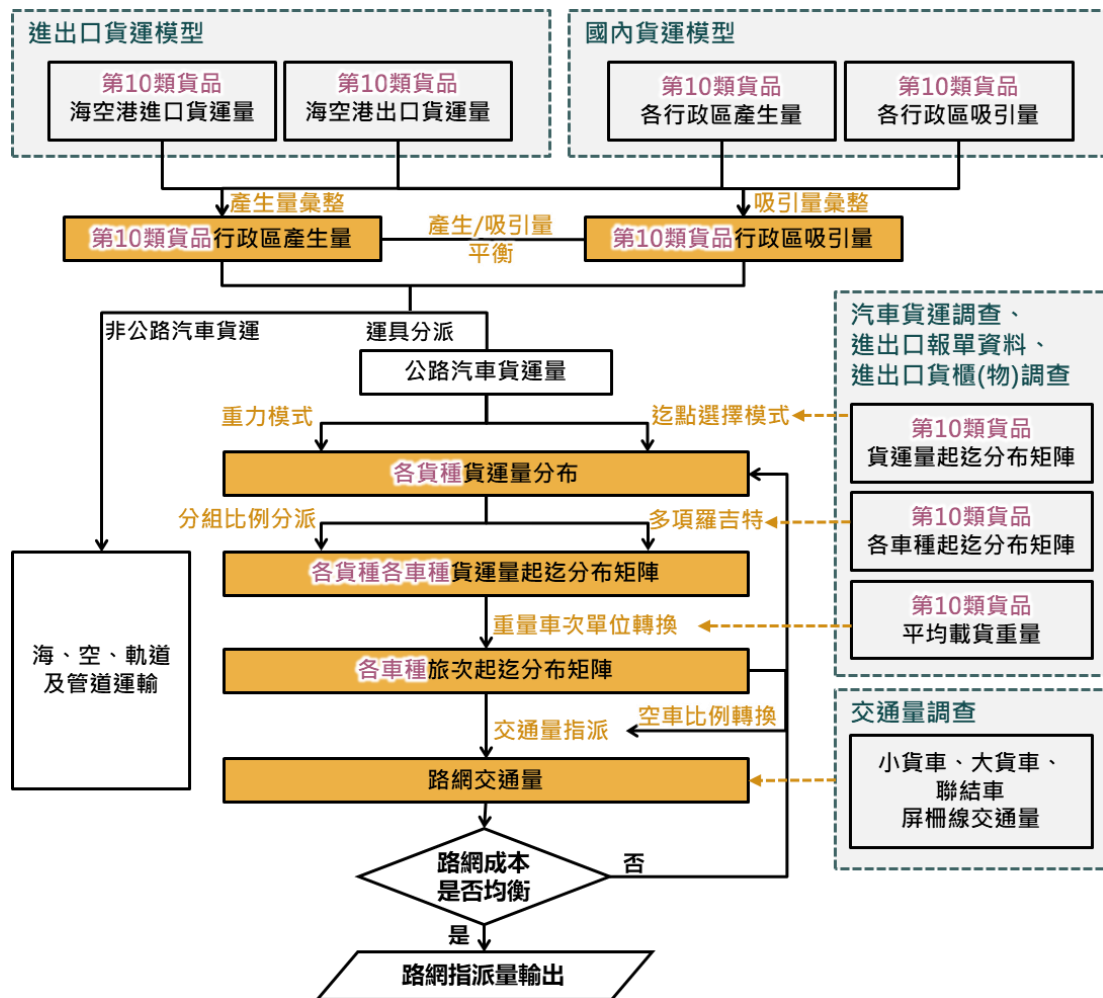 進出口貨運模型
第10類貨品
海空港進口貨運量
第10類貨品
海空港出口貨運量
國內貨運模型
第10類貨品
各行政區產生量
第10類貨品
各行政區吸引量
產生量彙整
吸引量彙整
第10類貨品行政區產生量
產生/吸引量
平衡
第10類貨品行政區吸引量
非公路汽車貨運
運具分派
公路汽車貨運量
汽車貨運調查、
進出口報單資料、
進出口貨櫃(物)調查
重力模式
迄點選擇模式
第10類貨品
貨運量起迄分布矩陣
各貨種貨運量分布
分組比例分派
多項羅吉特
第10類貨品
各車種起迄分布矩陣
各貨種各車種貨運量起迄分布矩陣
重量車次單位轉換
第10類貨品
平均載貨重量
海、空、軌道
及管道運輸
各車種旅次起迄分布矩陣
交通量指派
空車比例轉換
交通量調查
小貨車、大貨車、
聯結車
屏柵線交通量
路網交通量
路網成本
是否均衡
否
是
路網指派量輸出